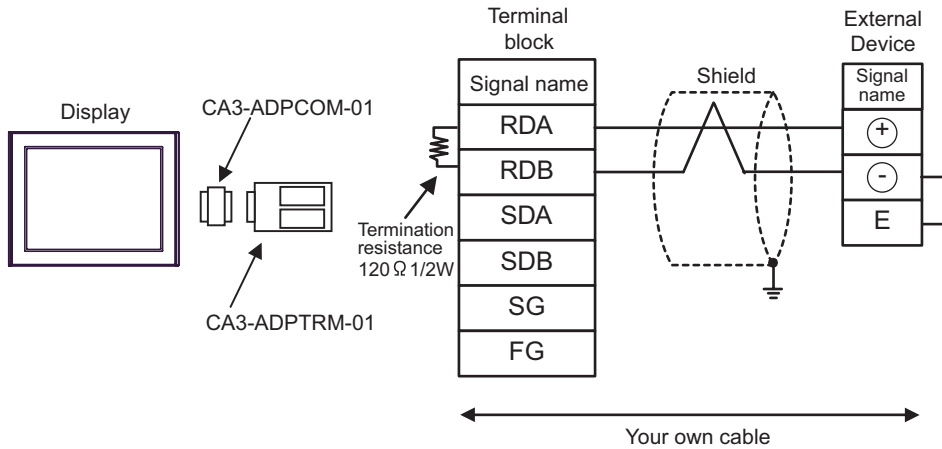 Display
CA3-ADPCOM-01
CA3-ADPTRM-01
Terminal
block
Signal name
RDA
RDB
SDA
SDB
SG
FG
Termination
resistance
120Ω 1/2W
Shield
External
Device
Signal
name
+
-
E
Your own cable